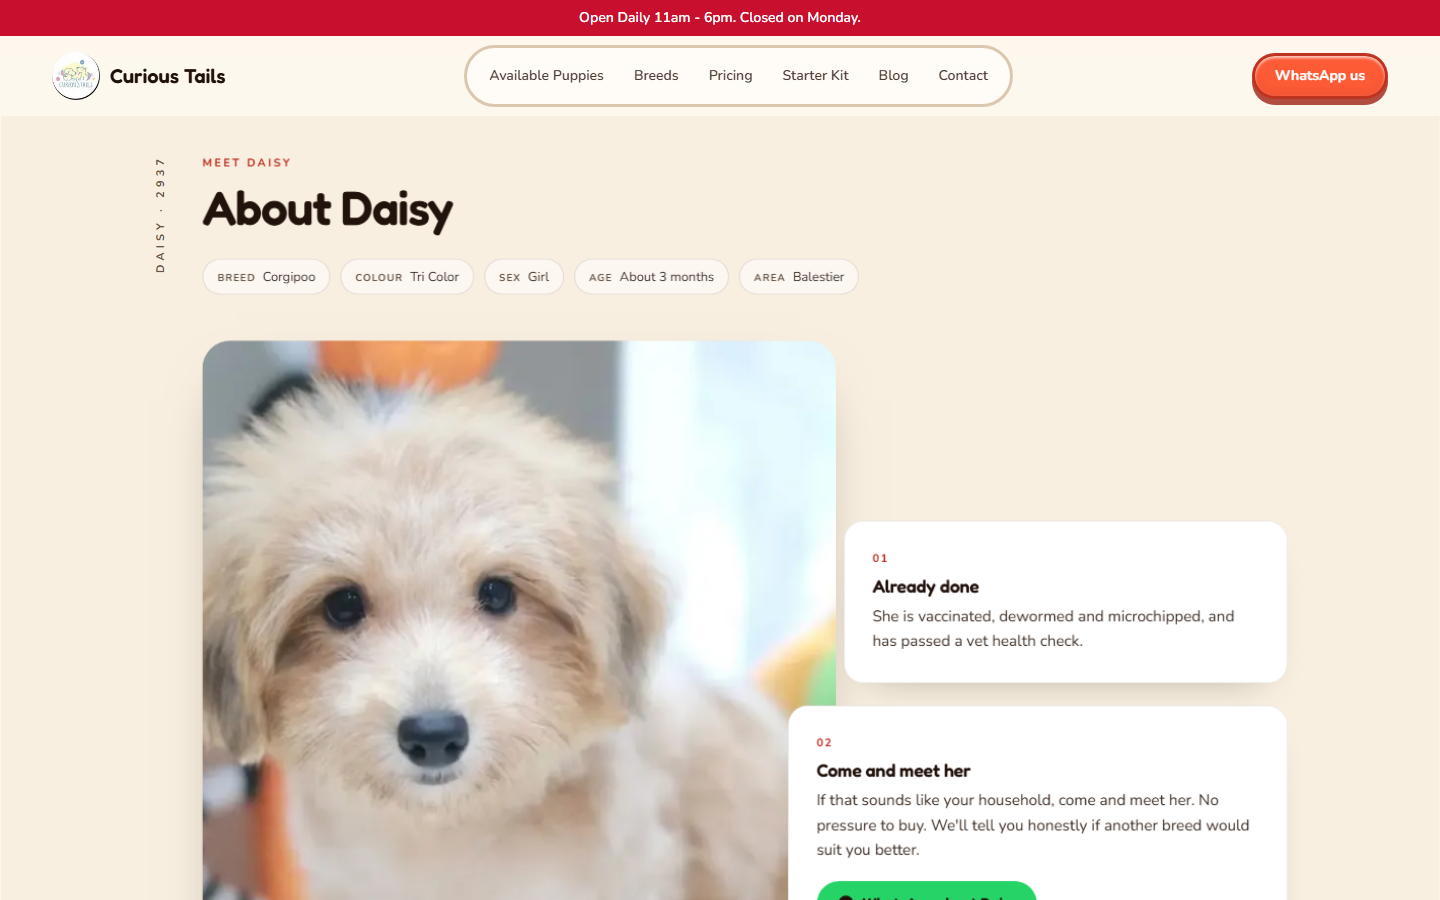 Open Daily 11am - 6pm. Closed on Monday.
Curious Tails
Available Puppies
Breeds
Pricing
Starter Kit
Blog
Contact
WhatsApp us
DAISY · 2937
MEET DAISY
About Daisy
BREED Corgipoo
COLOUR Tri Color
SEX Girl
AGE About 3 months
AREA Balestier
01
Already done
She is vaccinated, dewormed and microchipped, and
has passed a vet health check.
02
Come and meet her
If that sounds like your household, come and meet her. No
pressure to buy. We'll tell you honestly if another breed would
suit you better.